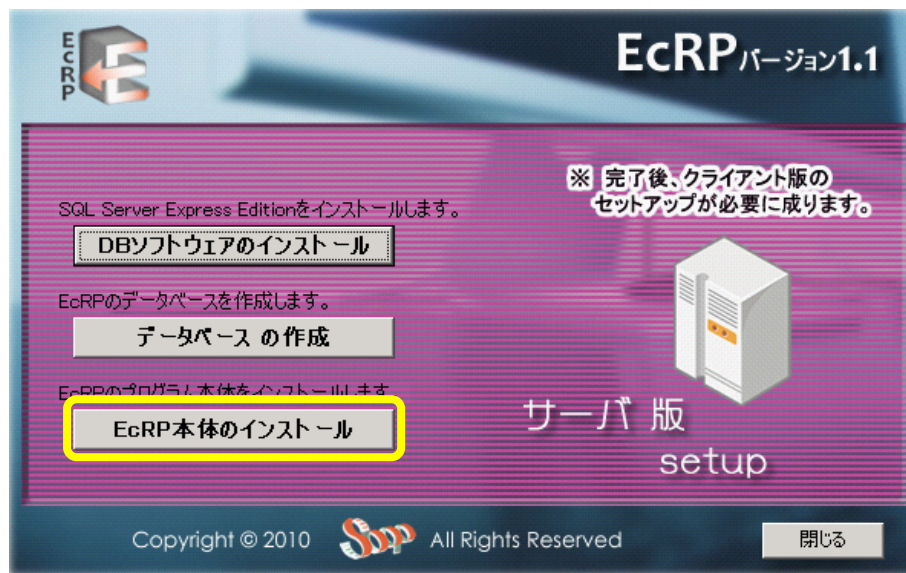 ECRP
EcRPバージョン1.1
※ 完了後、クライアント版の
セットアップが必要に成ります。
SQL Server Express Editionをインストールします。
DBソフトウェアのインストール
EcRPのデータベースを作成します。
データベース の作成
EcRPのプログラム本体をインストールします
EcRP本体のインストール
サーバ 版
setup
Copyright © 2010 Sopp All Rights Reserved
閉じる